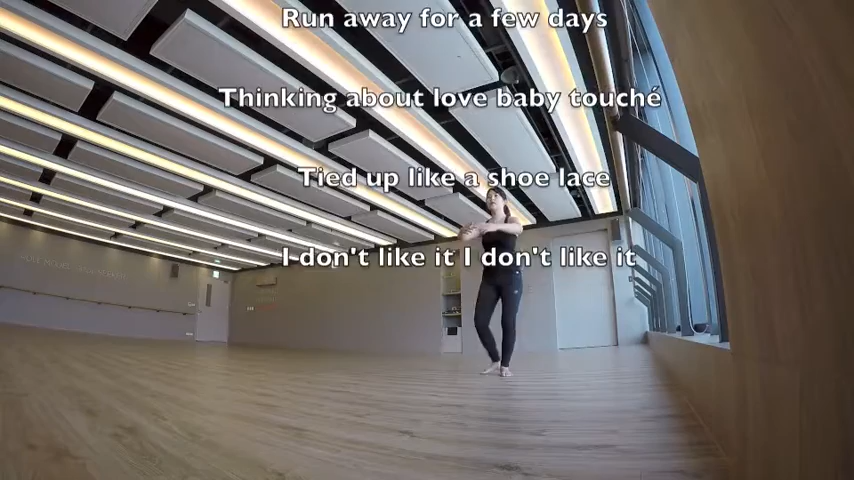 Run away for a few days
Thinking about love baby touché
Tied up like a shoe lace
I don't like it I don't like it